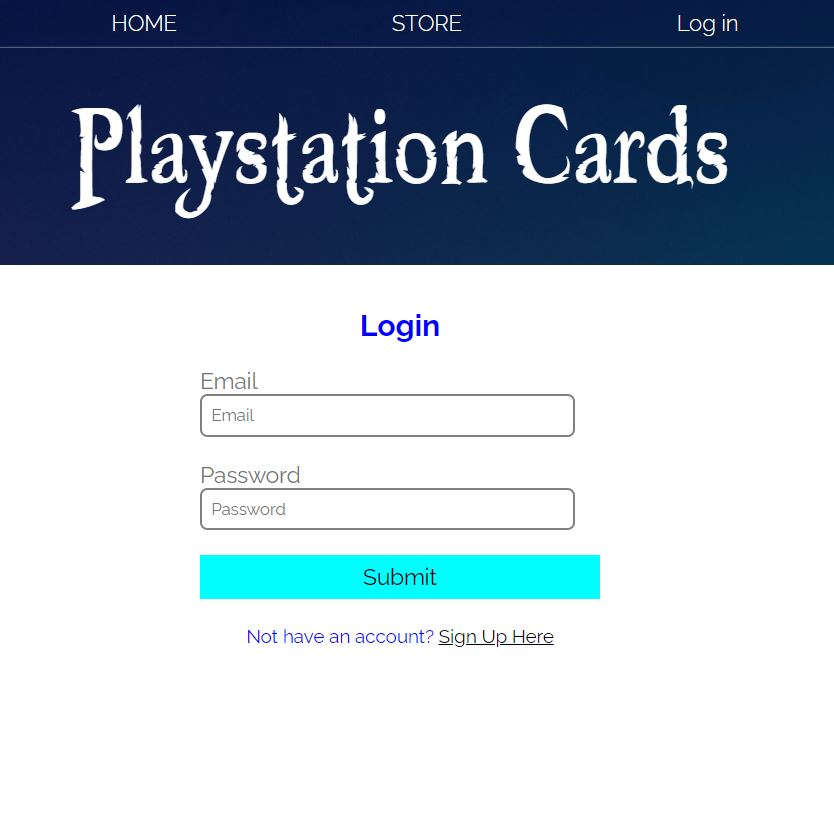 HOME STORE Log in
Playstation Cards
Login
Email
Email
Password
Password
Submit
Not have an account? Sign Up Here